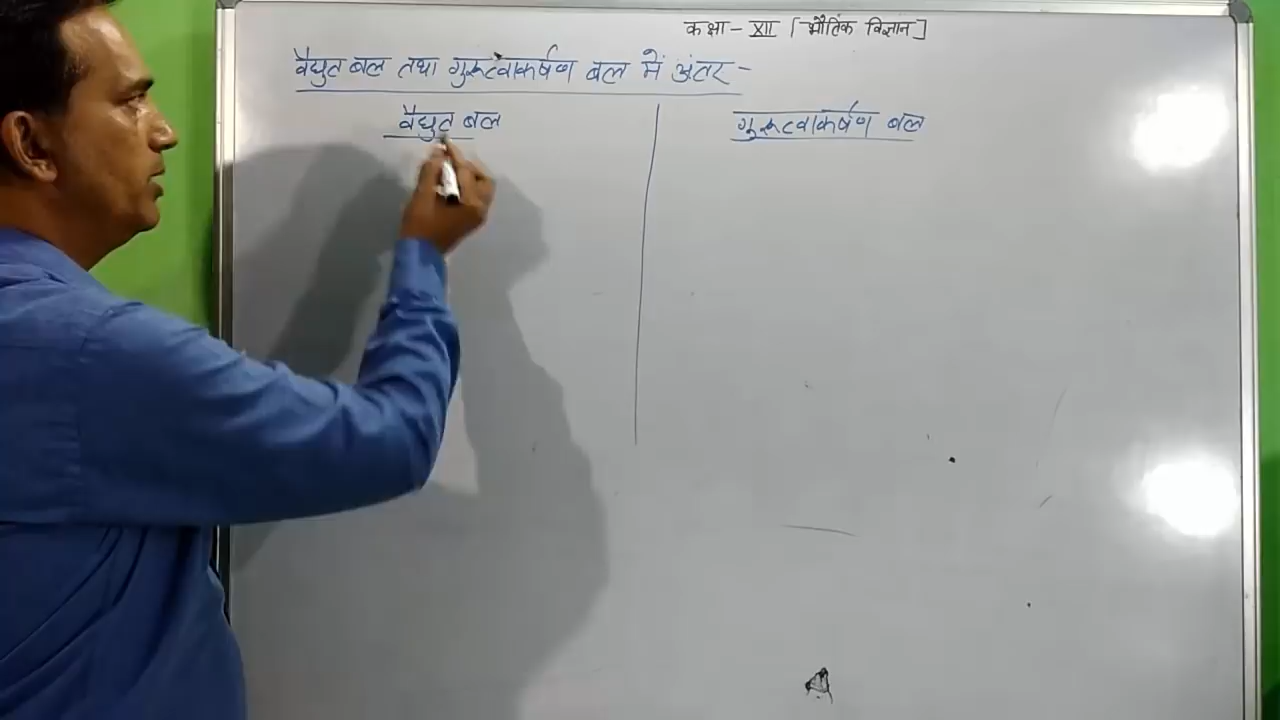 कक्षा - XII [भौतिक विज्ञान]
वैद्युत बल तथा गुरूत्वाकर्षण बल में अंतर -
वैद्युत बल
गुरूत्वाकर्षण बल